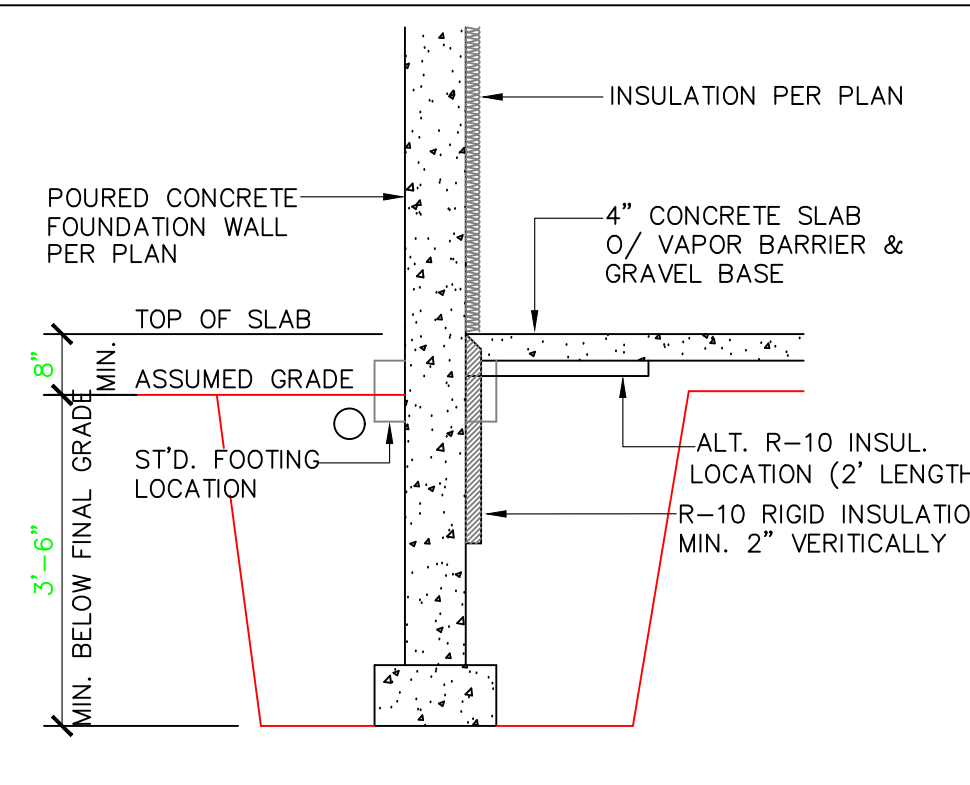 INSULATION PER PLAN
POURED CONCRETE
FOUNDATION WALL
PER PLAN
4" CONCRETE SLAB
O/ VAPOR BARRIER &
GRAVEL BASE
TOP OF SLAB
8"
MIN.
ASSUMED GRADE
ST'D. FOOTING
LOCATION
3'-6"
MIN. BELOW FINAL GRADE
ALT. R-10 INSUL.
LOCATION (2' LENGTH
R-10 RIGID INSULATIO
MIN. 2" VERITICALLY